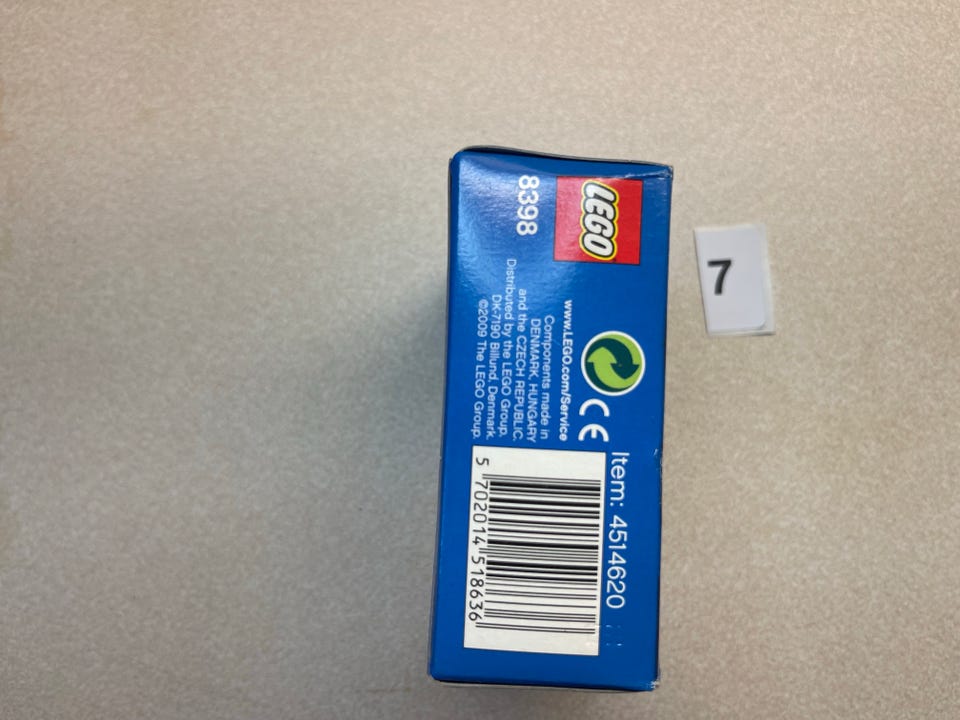 LEGO
8398
www.LEGO.com/Service
Components made in
DENMARK, HUNGARY
and the CZECH REPUBLIC.
Distributed by the LEGO Group,
DK-7190 Billund, Denmark.
©2009 The LEGO Group.
CE
Item: 4514620
5 702014 518636
7